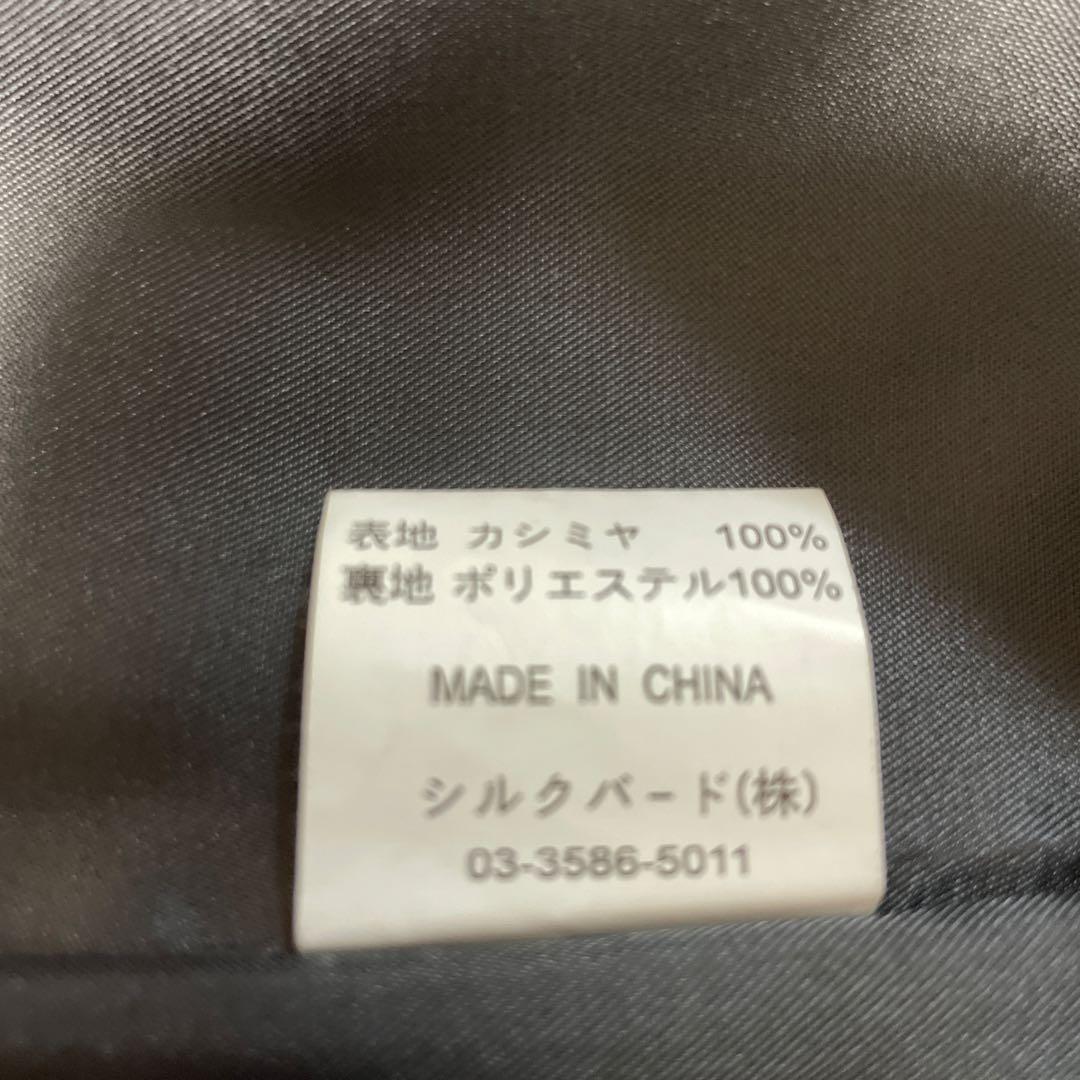 表地 カシミヤ 100%
裏地 ポリエステル100%
MADE IN CHINA
シルクバード(株)
03-3586-5011